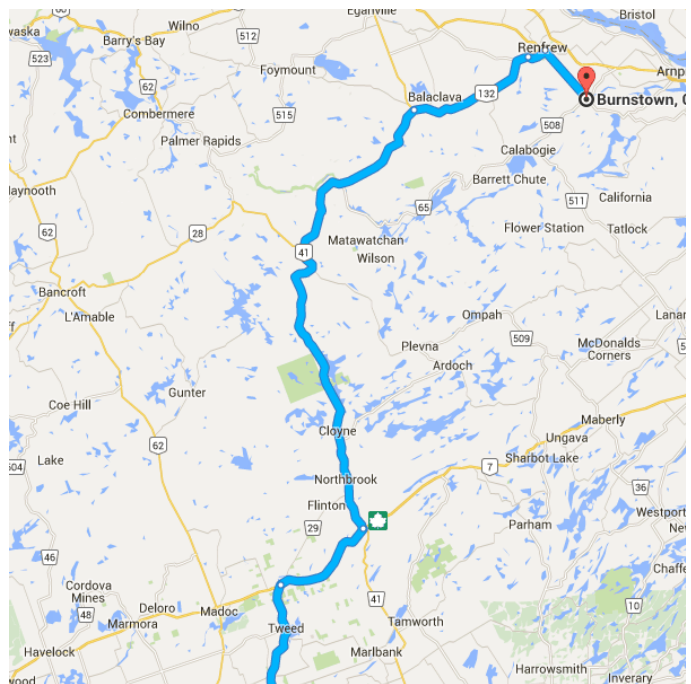 60
Eganville
Bristol
Wilno
waska
512
Barry's Bay
Renfrew
523
Foymount
Arnp
62
Balaclava
132
Burnstown, O
Combermere
515
508
Palmer Rapids
Calabogie
Barrett Chute
aynooth
511
California
65
62
28
Flower Station
Tatlock
41
Matawatchan
Wilson
Bancroft
L'Amable
Ompah
Lanar
509
Plevna
McDonalds
Corners
5
Ardoch
Gunter
Coe Hill
Maberly
Cloyne
62
Ungava
504
Lake
Sharbot Lake
7
Northbrook
36
Flinton
Westport
29
Parham
Nev
46
Chaffe
Cordova
Mines
48
Deloro
Madoc
41
10
Marmora
Tweed
Tamworth
Havelock
Marlbank
wood
Harrowsmith
Inverary